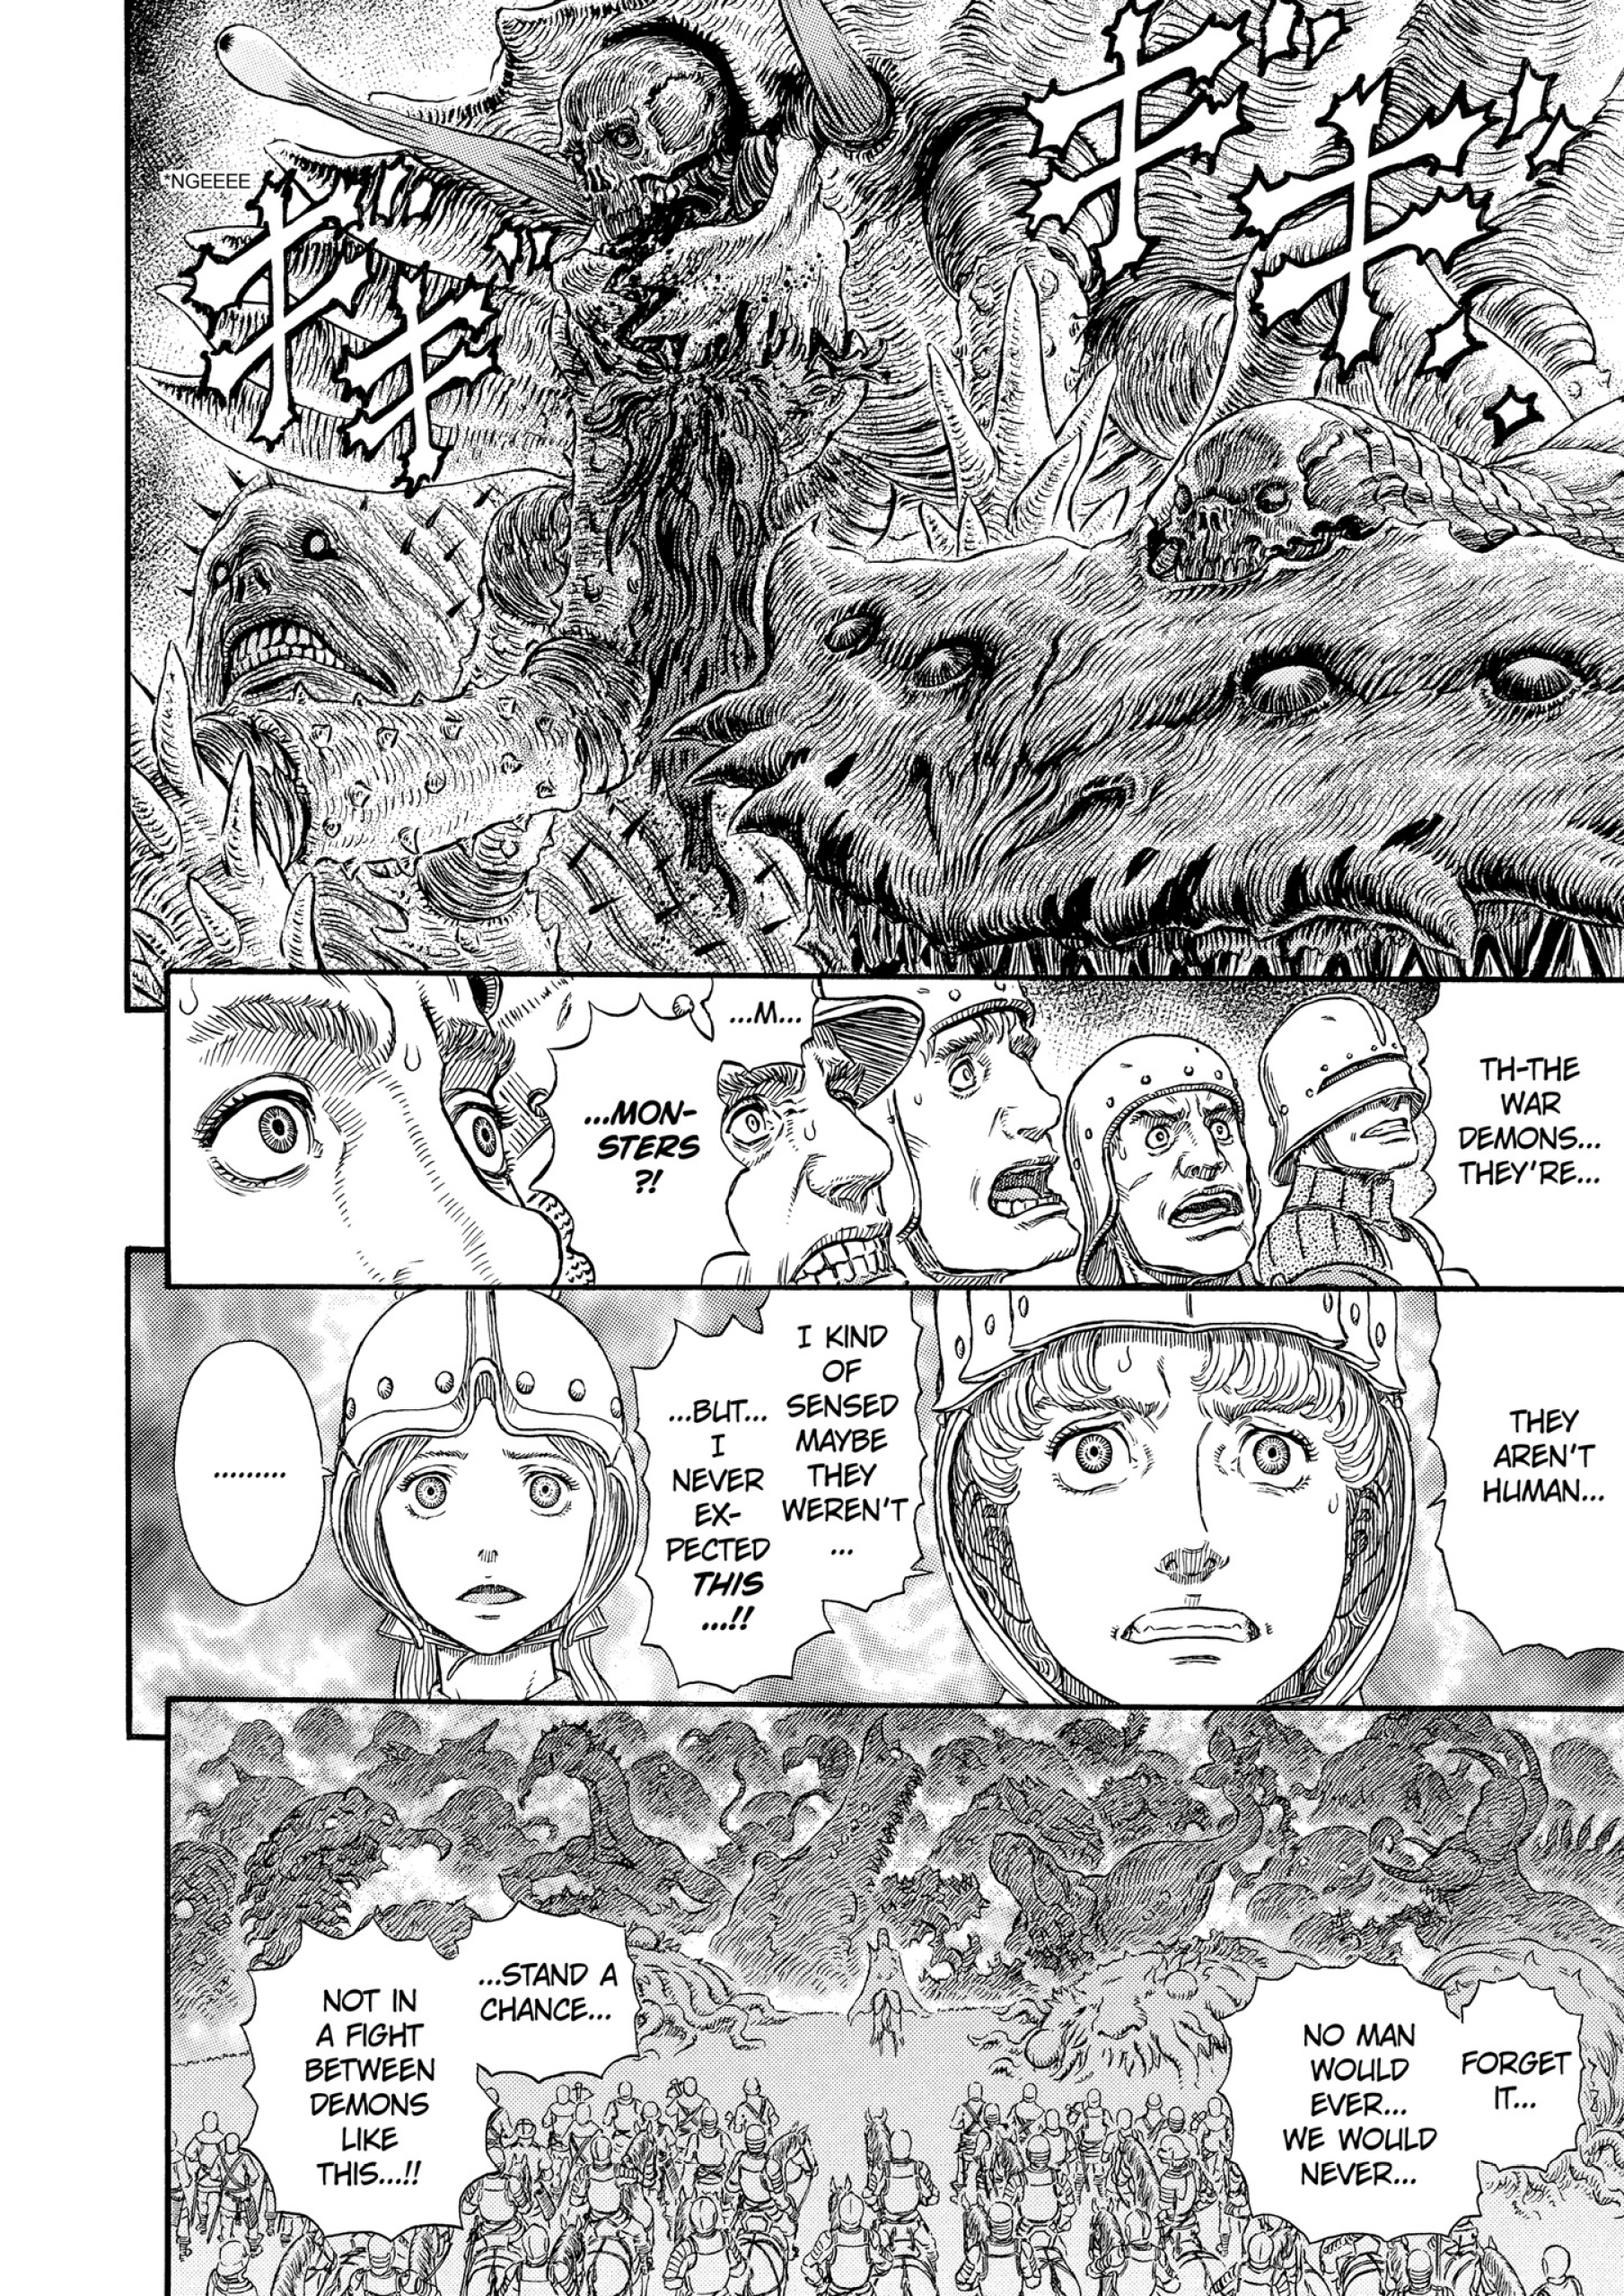 *NGEEEE
ギギ
ギギ
TH-THE
WAR
DEMONS...
THEY'RE...
...M...
...MON-
STERS
?!
THEY
AREN'T
HUMAN...
I KIND
OF
SENSED
MAYBE
THEY
WEREN'T
...
...BUT...
I
NEVER
EX-
PECTED
THIS
...!!
..........
FORGET
IT...
NO MAN
WOULD
EVER...
WE WOULD
NEVER...
...STAND A
CHANCE...
NOT IN
A FIGHT
BETWEEN
DEMONS
LIKE
THIS...!!